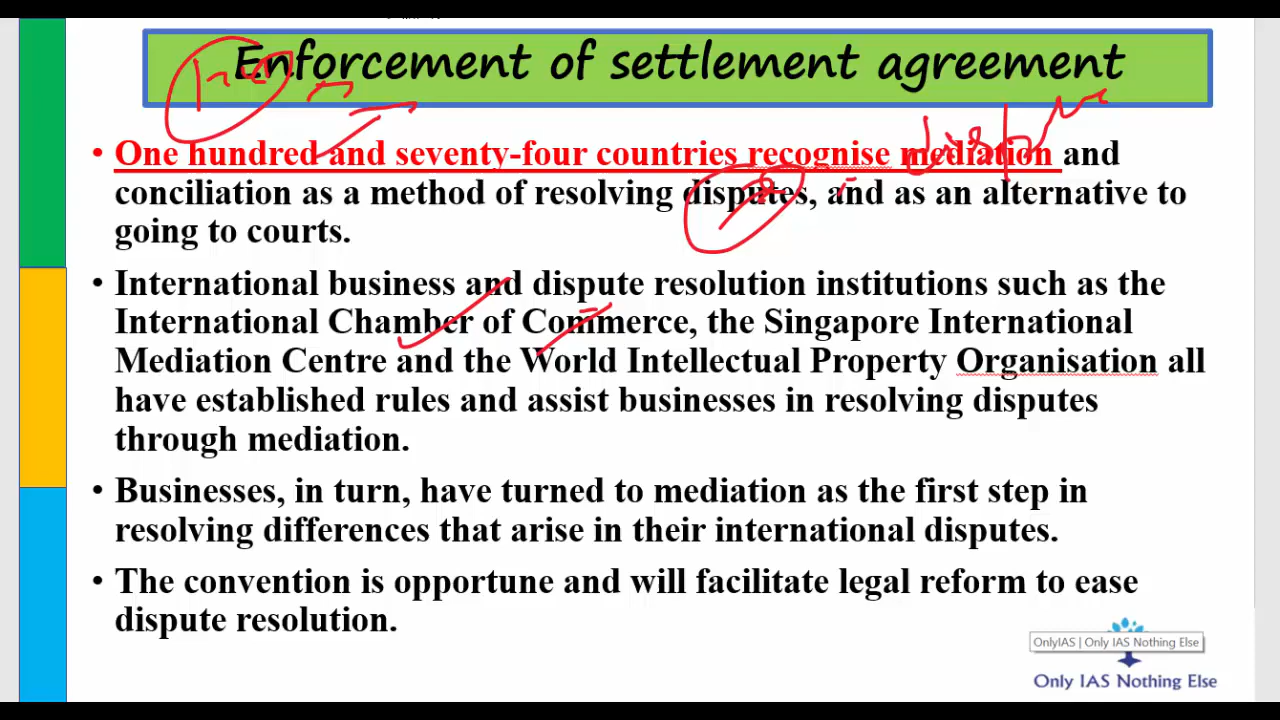 Enforcement of settlement agreement
• One hundred and seventy-four countries recognise mediation and
conciliation as a method of resolving disputes, and as an alternative to
going to courts.
• International business and dispute resolution institutions such as the
International Chamber of Commerce, the Singapore International
Mediation Centre and the World Intellectual Property Organisation all
have established rules and assist businesses in resolving disputes
through mediation.
• Businesses, in turn, have turned to mediation as the first step in
resolving differences that arise in their international disputes.
• The convention is opportune and will facilitate legal reform to ease
dispute resolution.
OnlyIAS | Only IAS Nothing Else
Only IAS Nothing Else